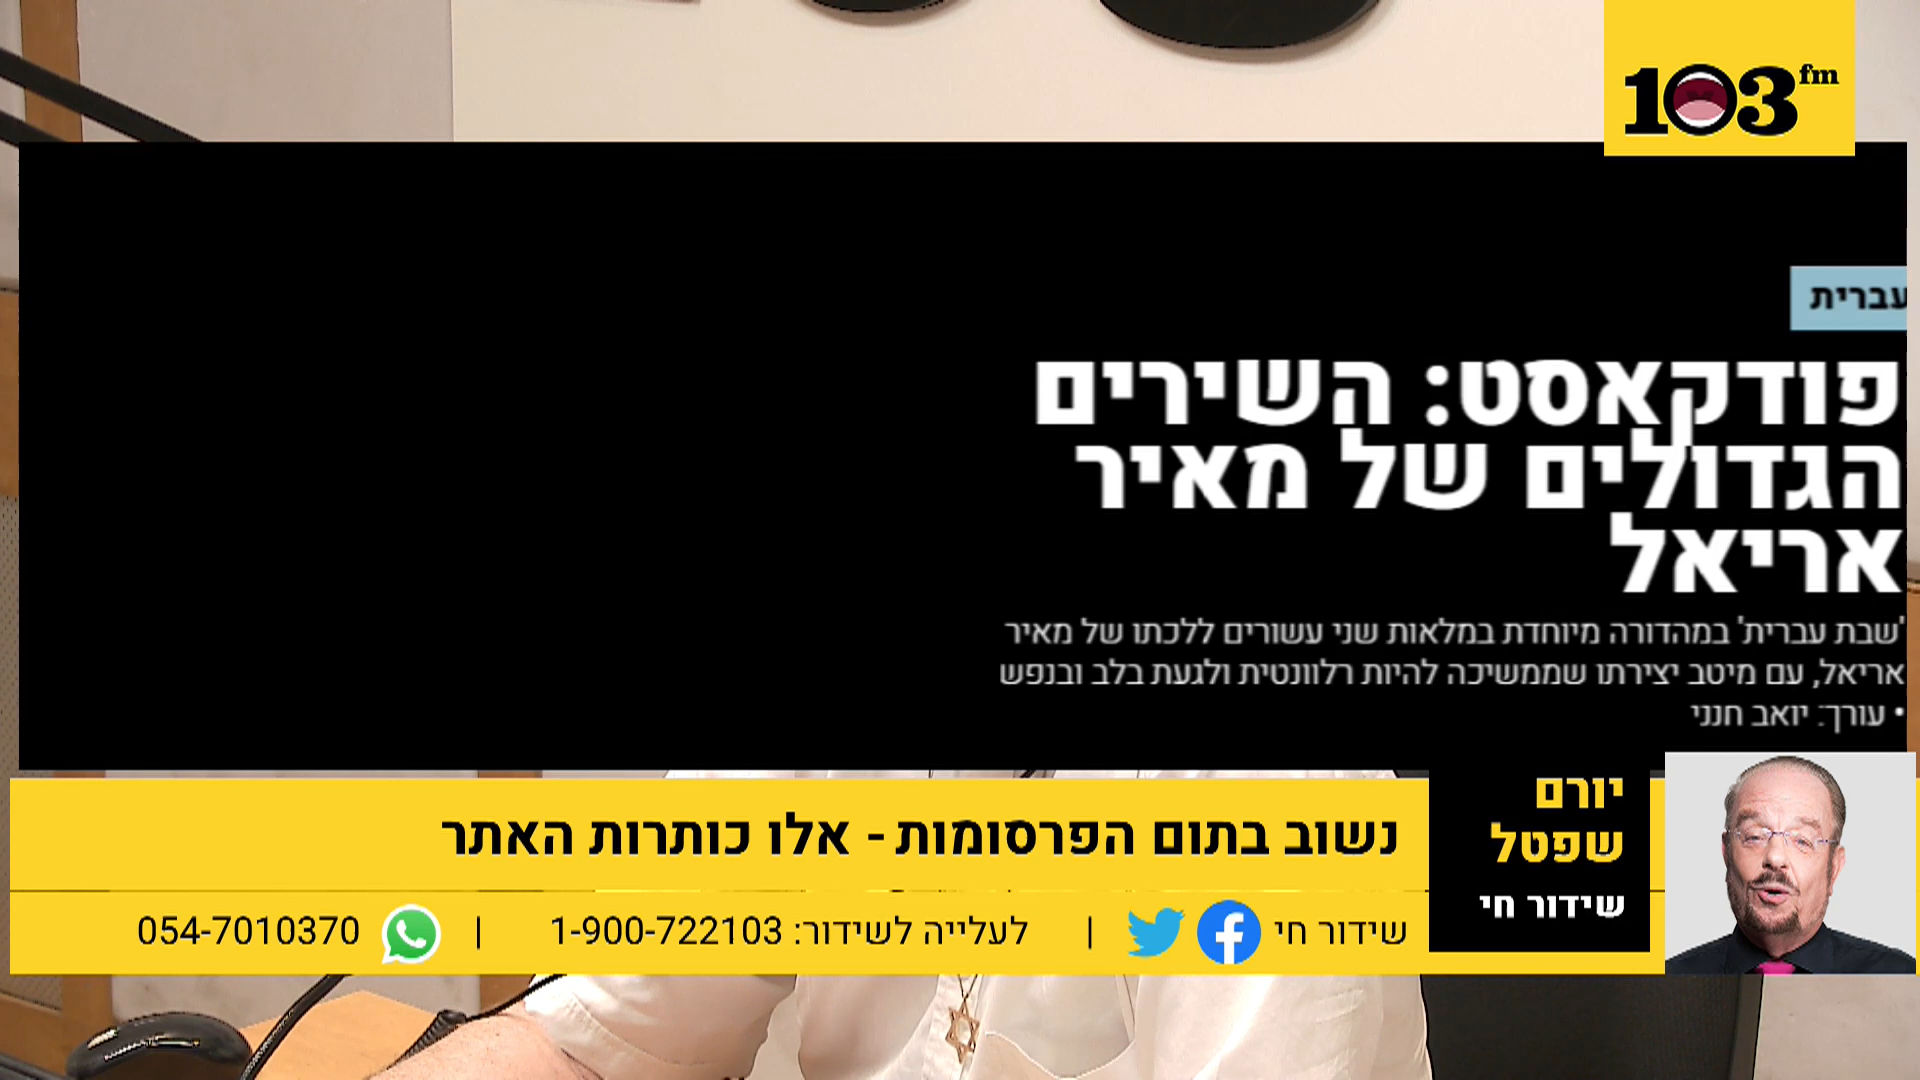 103fm
עברית
פודקאסט: השירים
הגדולים של מאיר
אריאל
'שבת עברית' במהדורה מיוחדת במלאות שני עשורים ללכתו של מאיר
אריאל, עם מיטב יצירתו שממשיכה להיות רלוונטית ולגעת בלב ובנפש
• עורך: יואב חנני
יורם
שפטל
שידור חי
נשוב בתום הפרסומות - אלו כותרות האתר
שידור חי | לעלייה לשידור: 1-900-722103 | 054-7010370